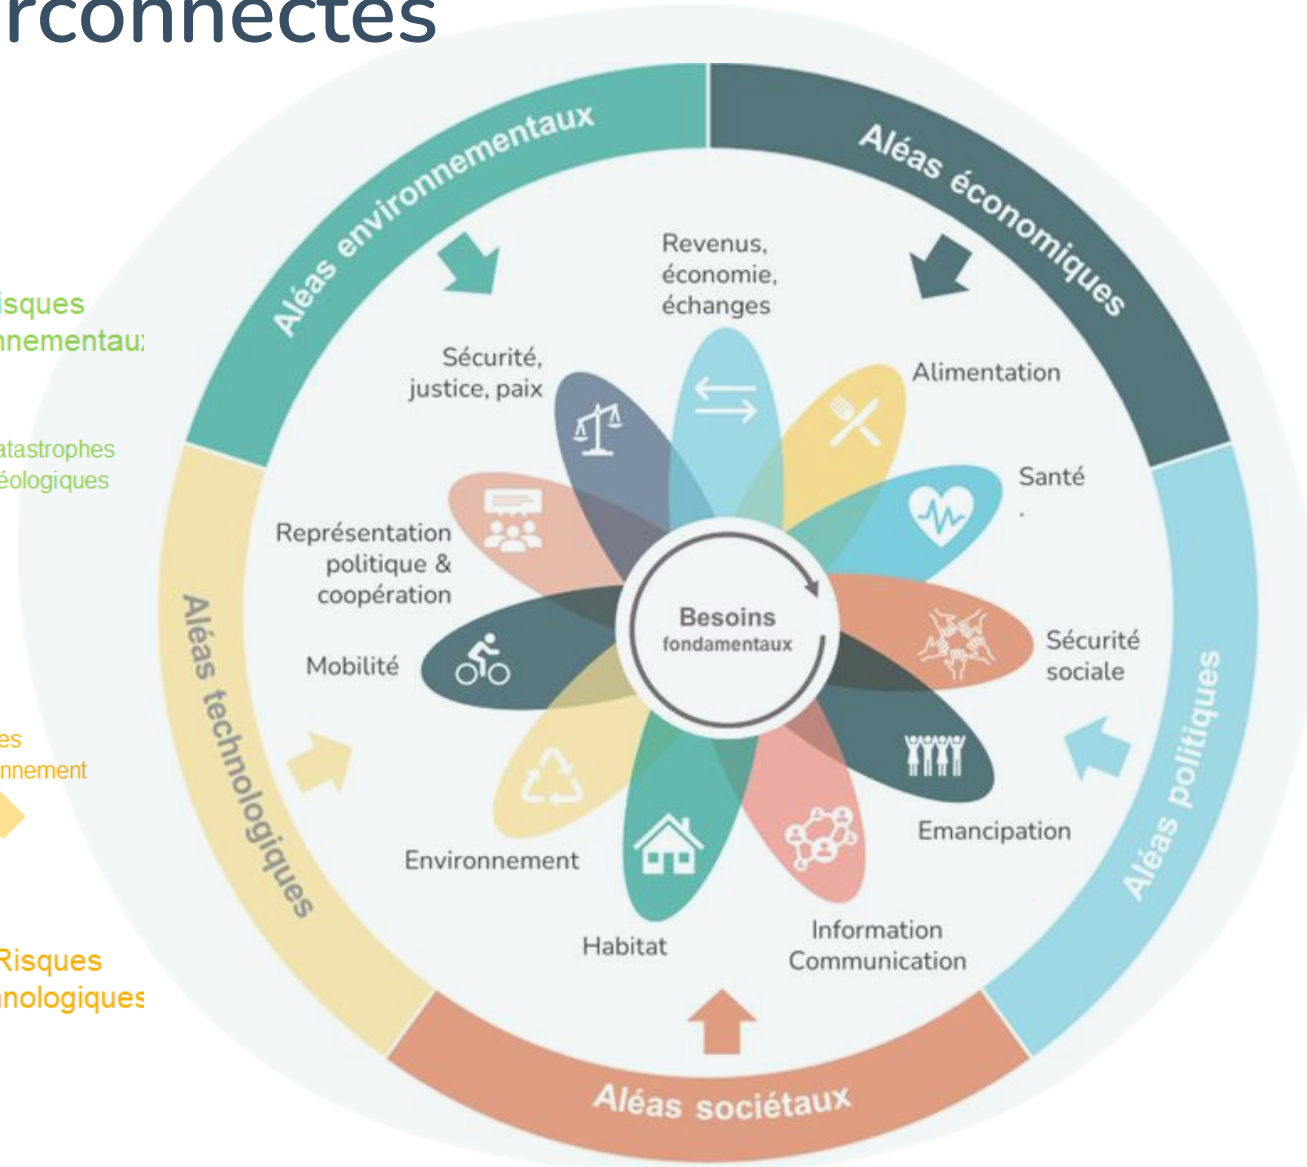 rconnectés
isques
nnementaux
atastrophes
éologiques
es
nnement
Risques
nologiques
Aléas environnementaux
Aléas économiques
Aléas politiques
Aléas sociétaux
Aléas technologiques
Revenus,
économie,
échanges
Alimentation
Santé
.
Sécurité
sociale
Emancipation
Information
Communication
Habitat
Environnement
Mobilité
Représentation
politique &
coopération
Sécurité,
justice, paix
Besoins
fondamentaux